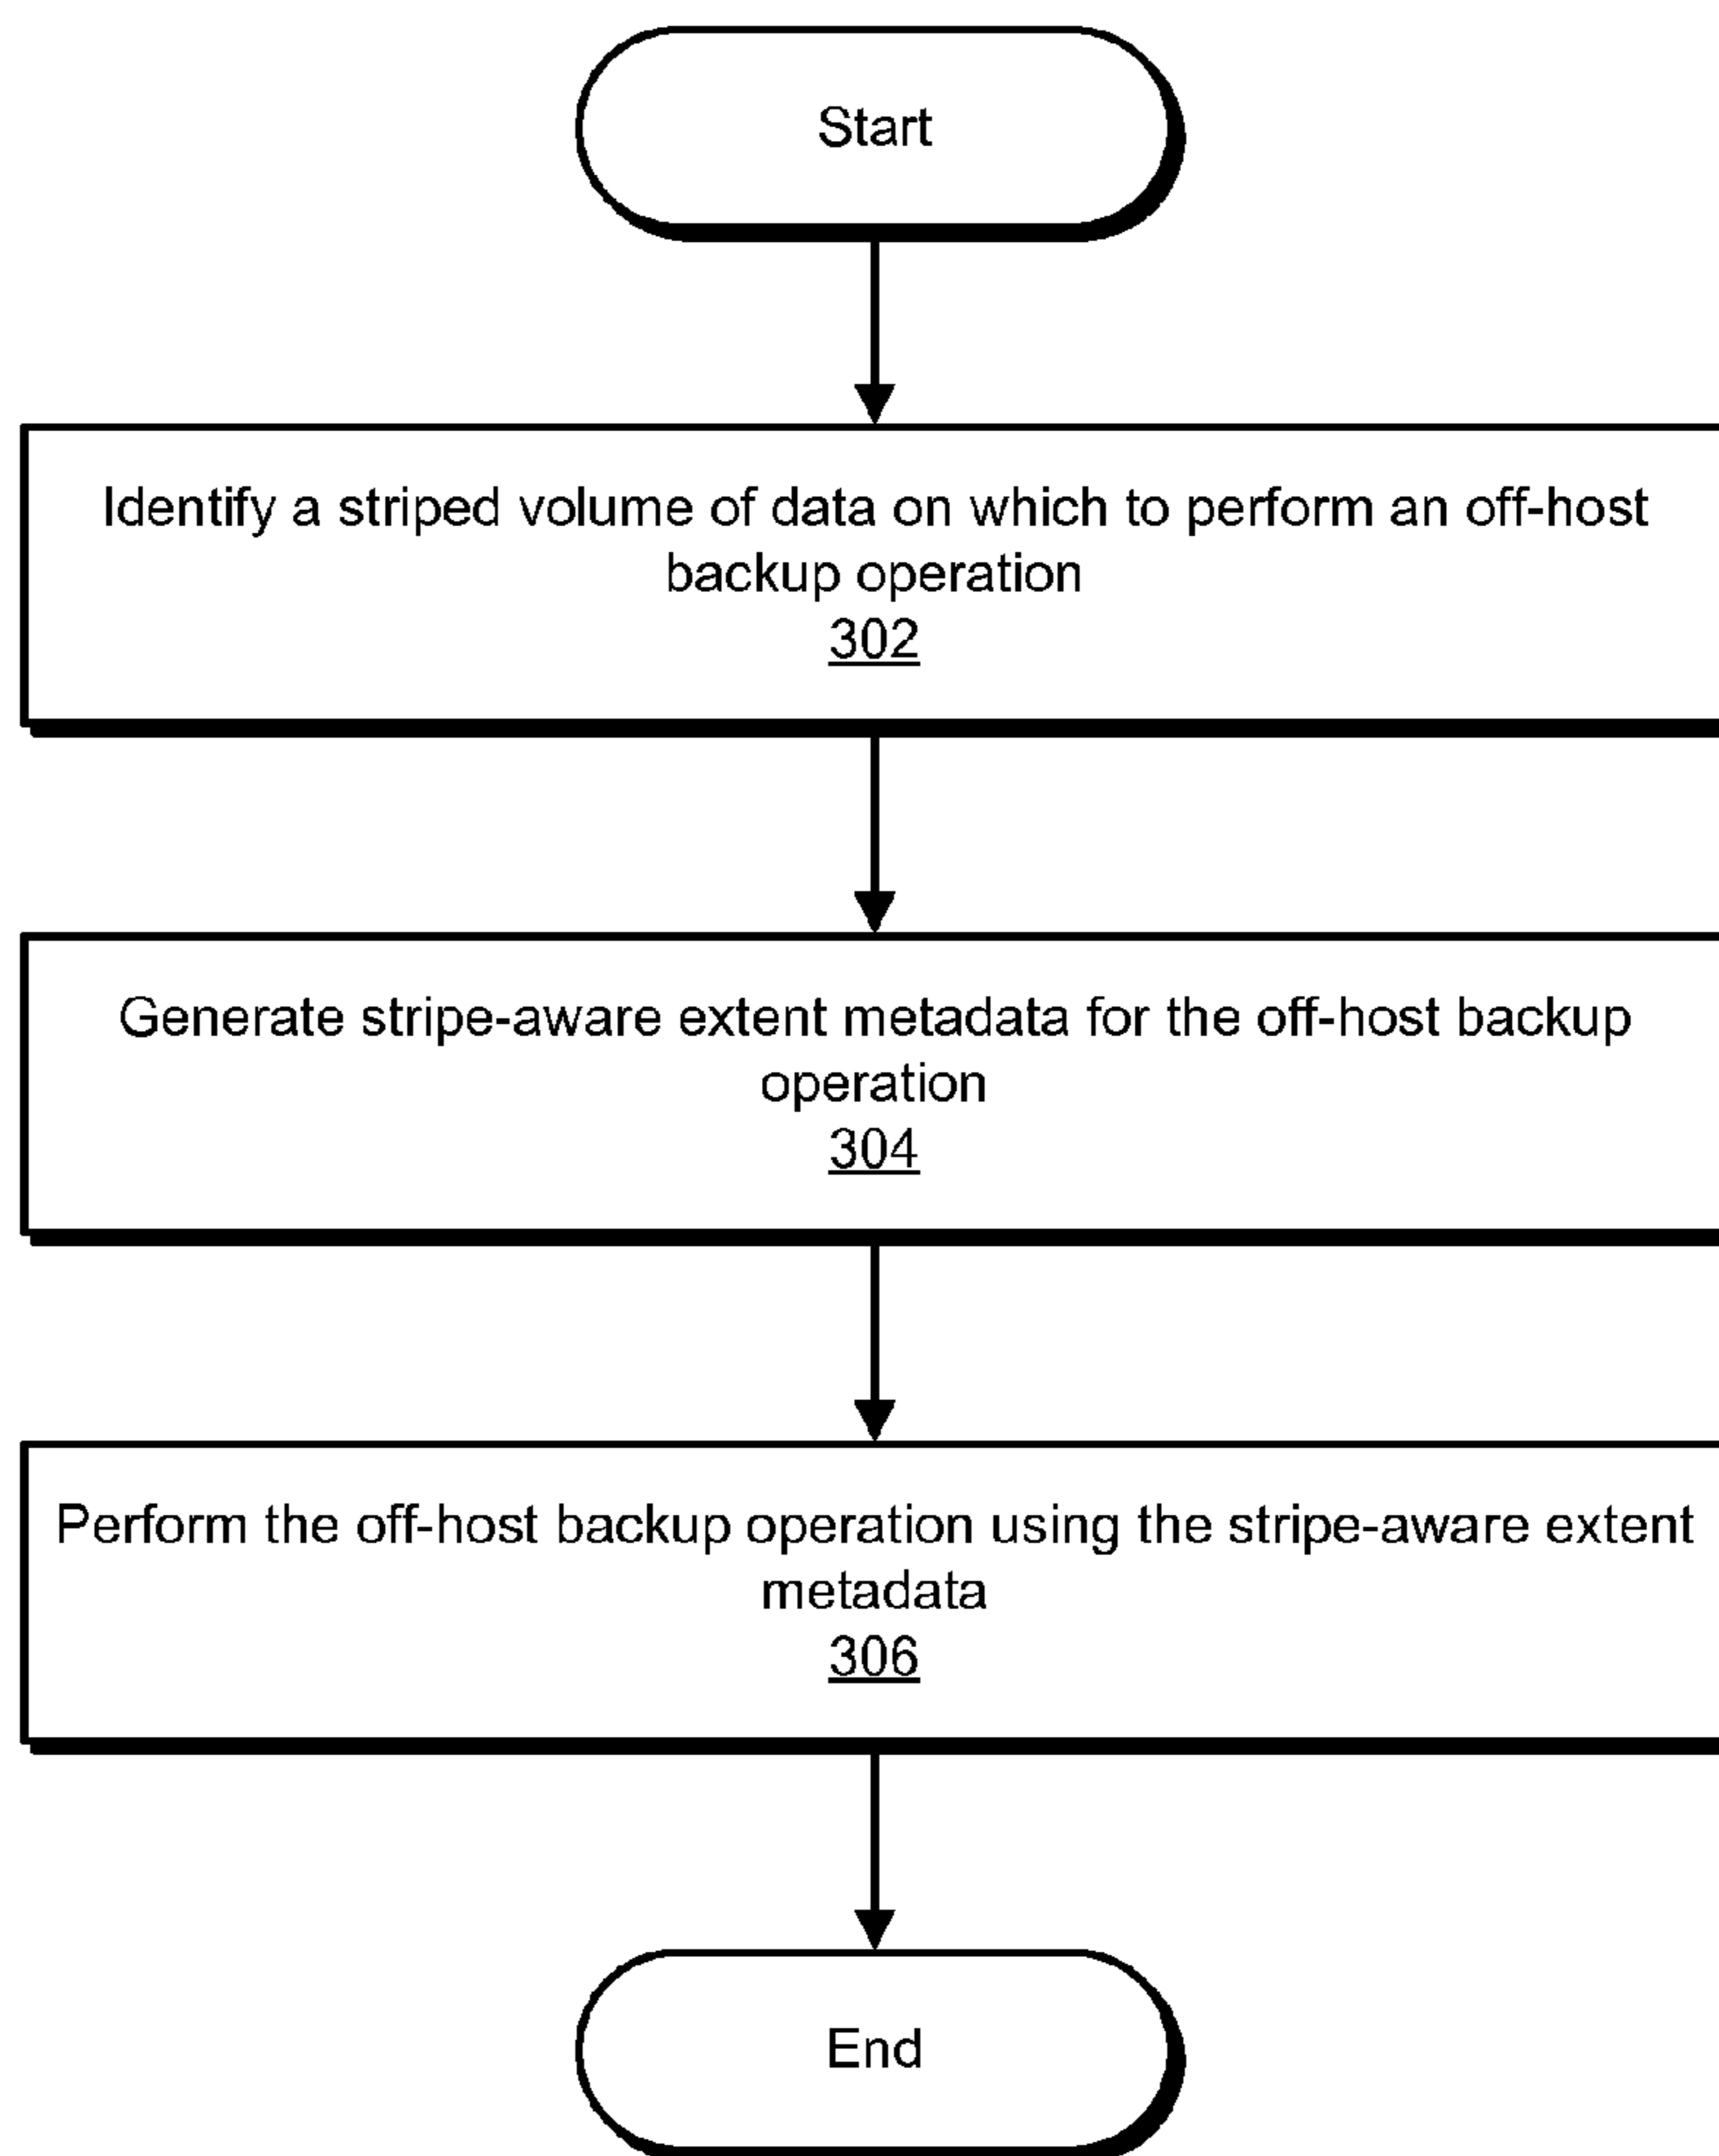 Start
Identify a striped volume of data on which to perform an off-host
backup operation
302
Generate stripe-aware extent metadata for the off-host backup
operation
304
Perform the off-host backup operation using the stripe-aware extent
metadata
306
End